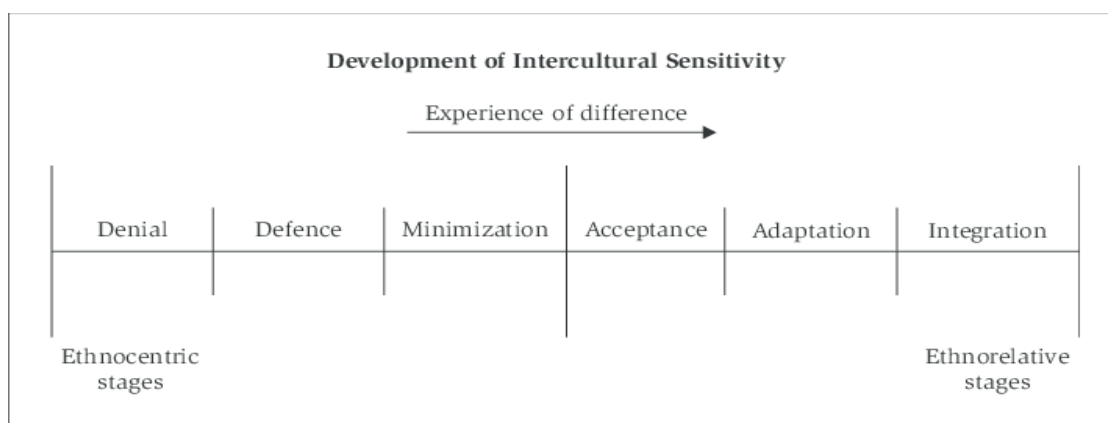 Development of Intercultural Sensitivity
Experience of difference
Denial
Defence
Minimization
Acceptance
Adaptation
Integration
Ethnocentric
stages
Ethnorelative
stages